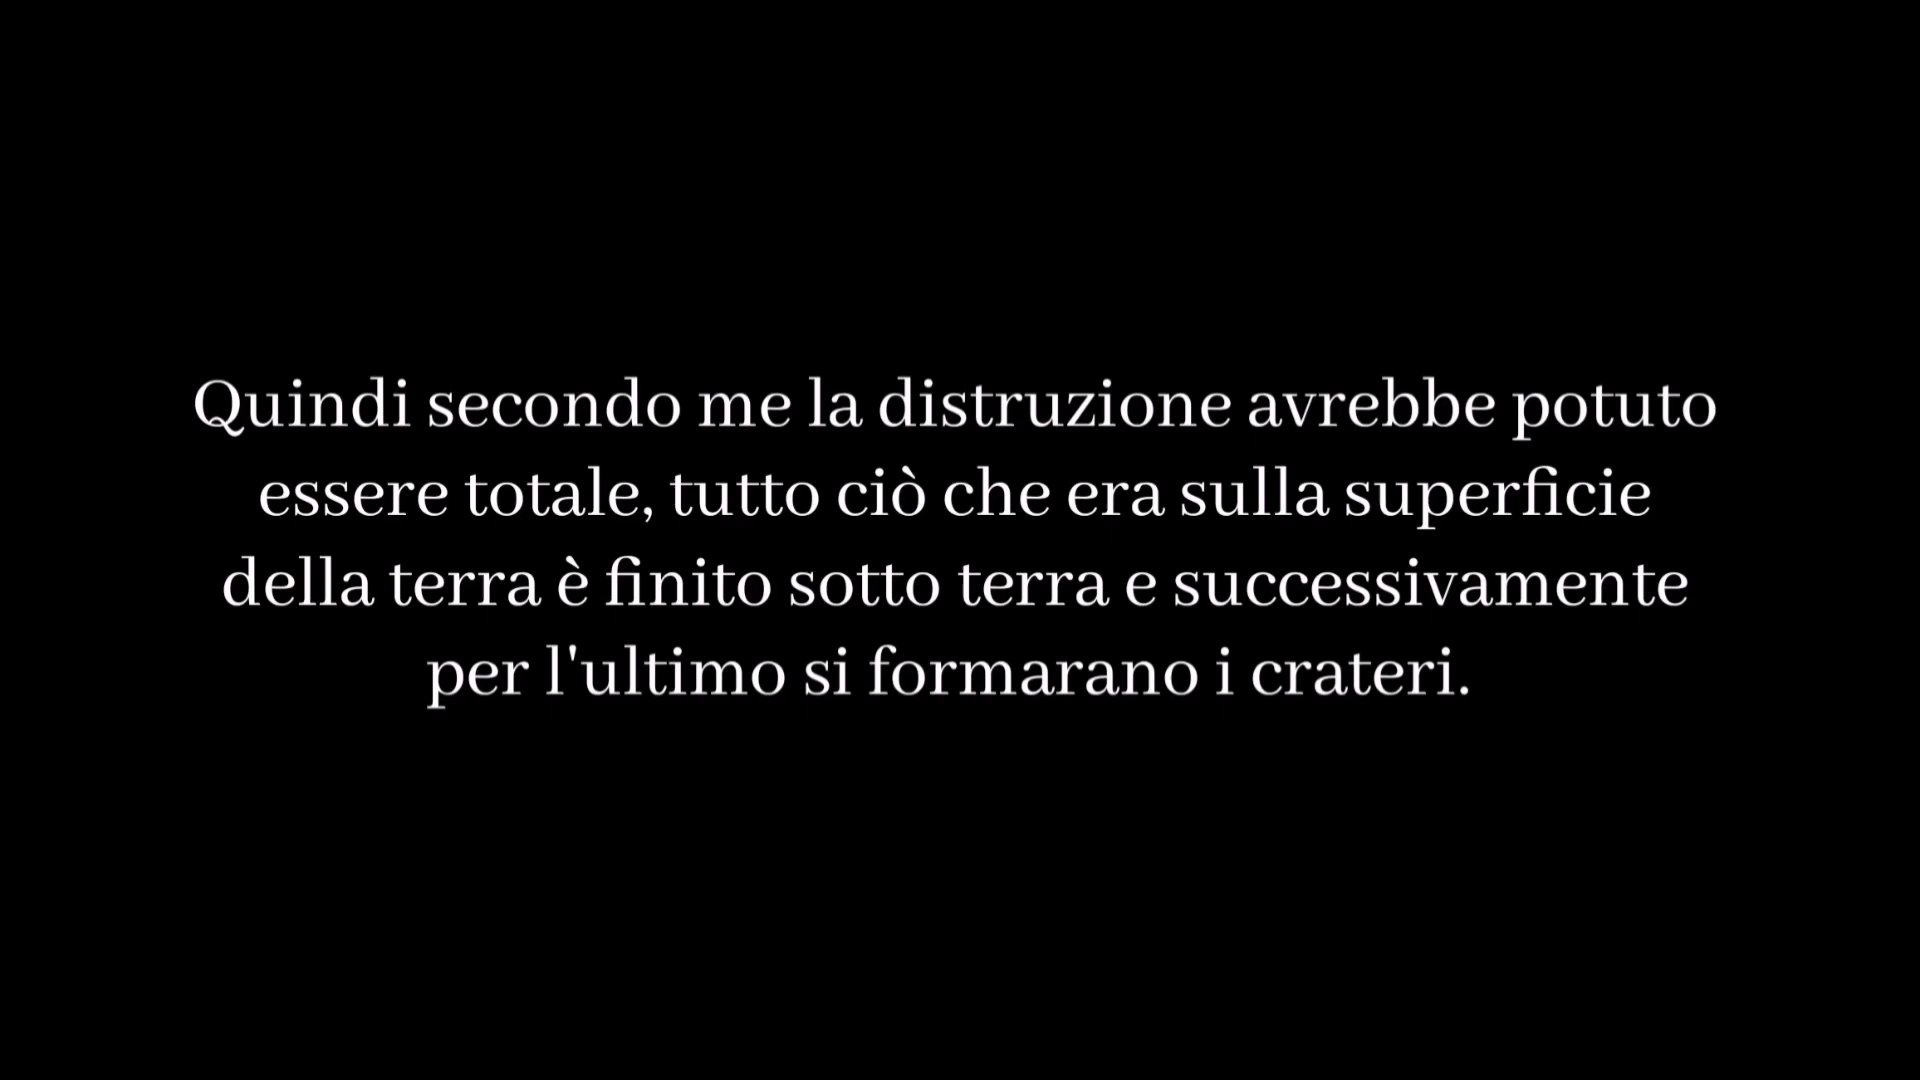 Quindi secondo me la distruzione avrebbe potuto
essere totale, tutto ciò che era sulla superficie
della terra è finito sotto terra e successivamente
per l'ultimo si formarano i crateri.